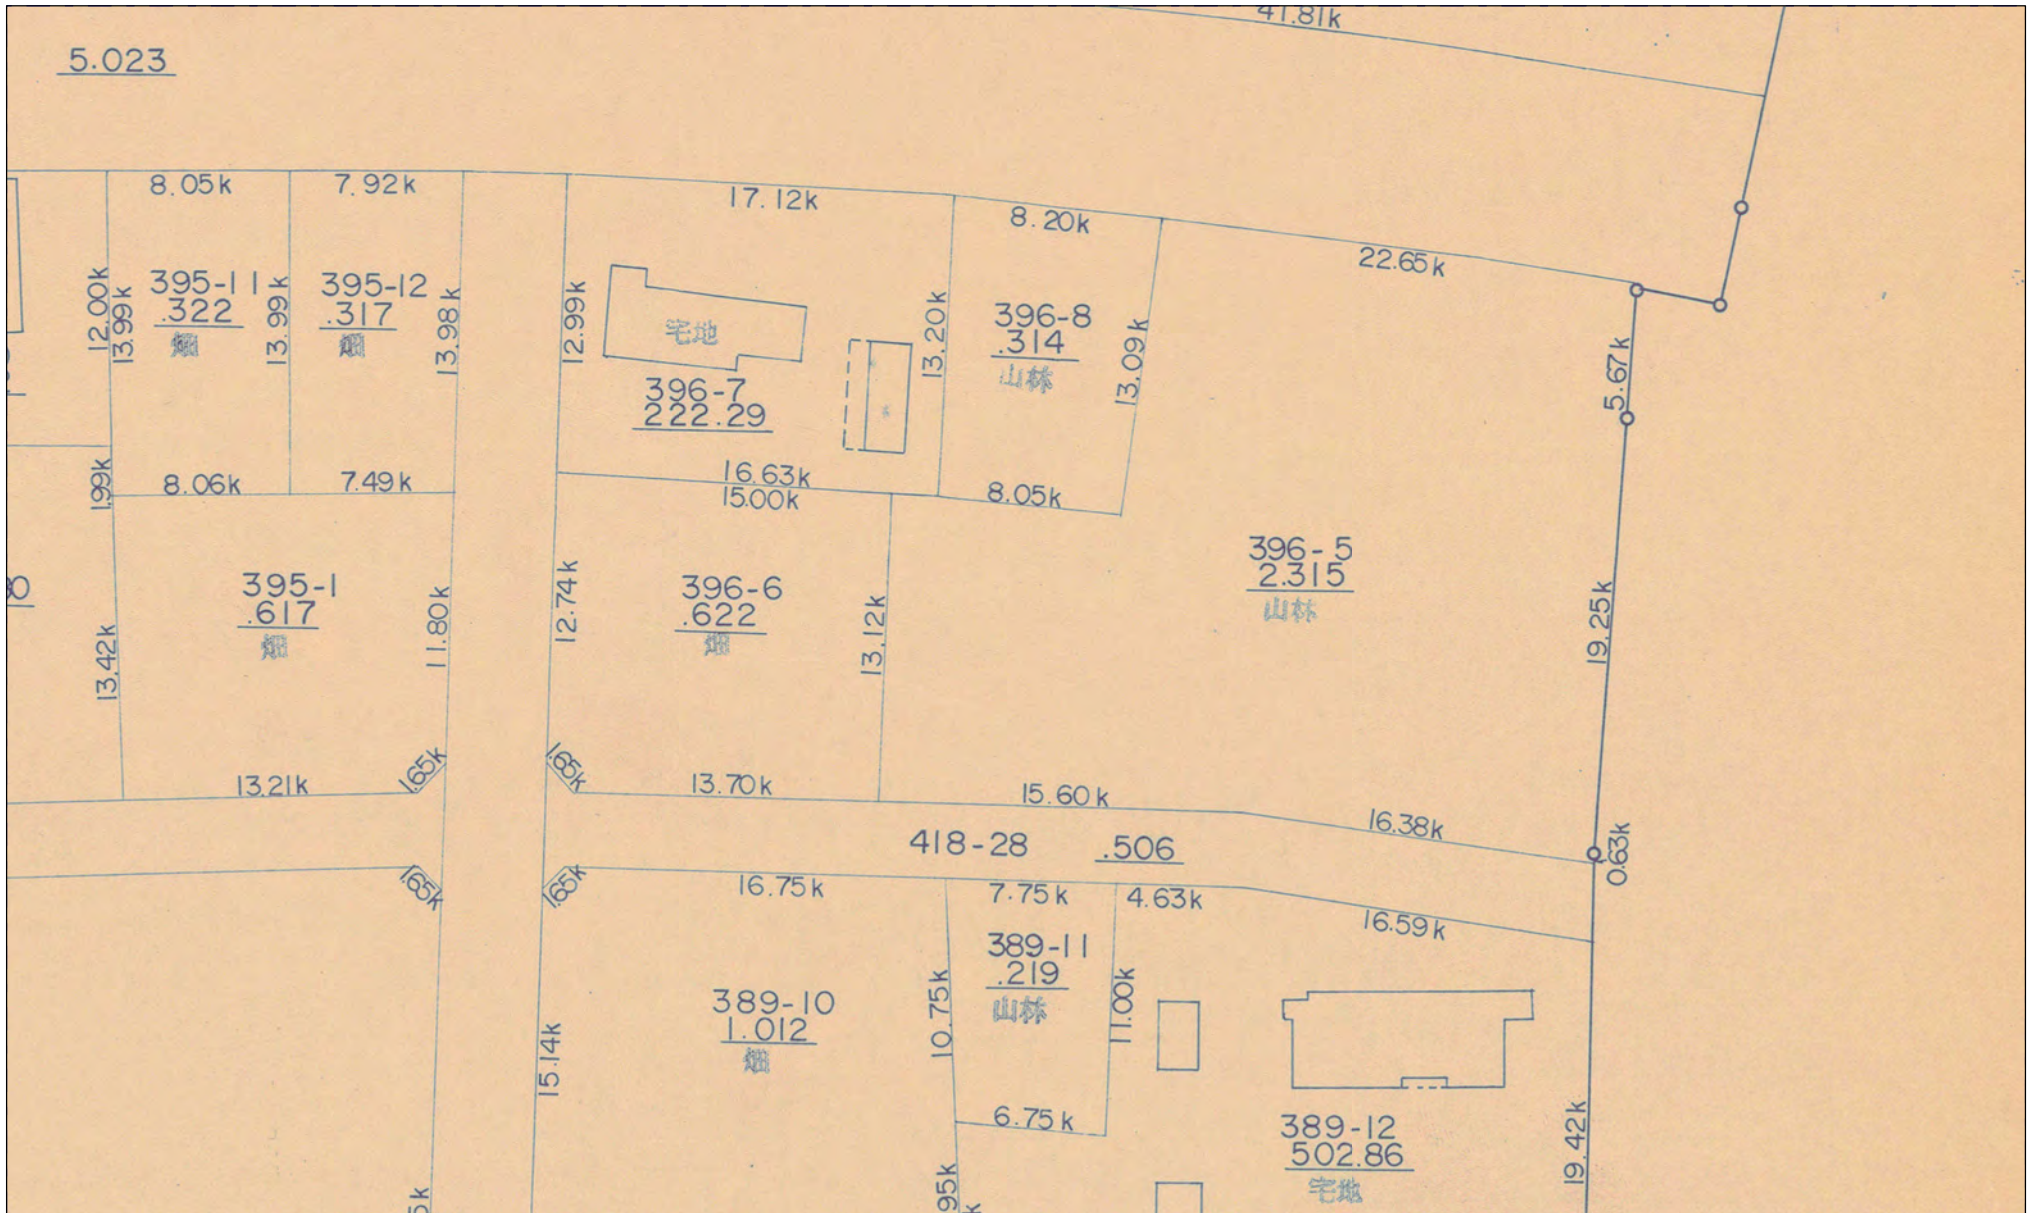 41.81k
5.023
8.05k
7.92k
17.12k
8.20k
22.65k
12.00k
13.99k
395-11
.322
畑
13.99k
395-12
.317
畑
13.98k
12.99k
宅地
396-7
222.29
13.20k
396-8
.314
山林
13.09k
5.67k
1.99k
8.06k
7.49k
16.63k
15.00k
8.05k
395-1
.617
畑
13.42k
11.80k
12.74k
396-6
.622
畑
13.12k
396-5
2.315
山林
19.25k
13.21k
1.65k
1.65k
13.70k
15.60k
16.38k
0.63k
418-28 .506
1.65k
1.65k
16.75k
7.75k
4.63k
16.59k
389-11
.219
山林
10.75k
11.00k
389-10
1.012
畑
15.14k
6.75k
389-12
502.86
宅地
19.42k
95k
5k